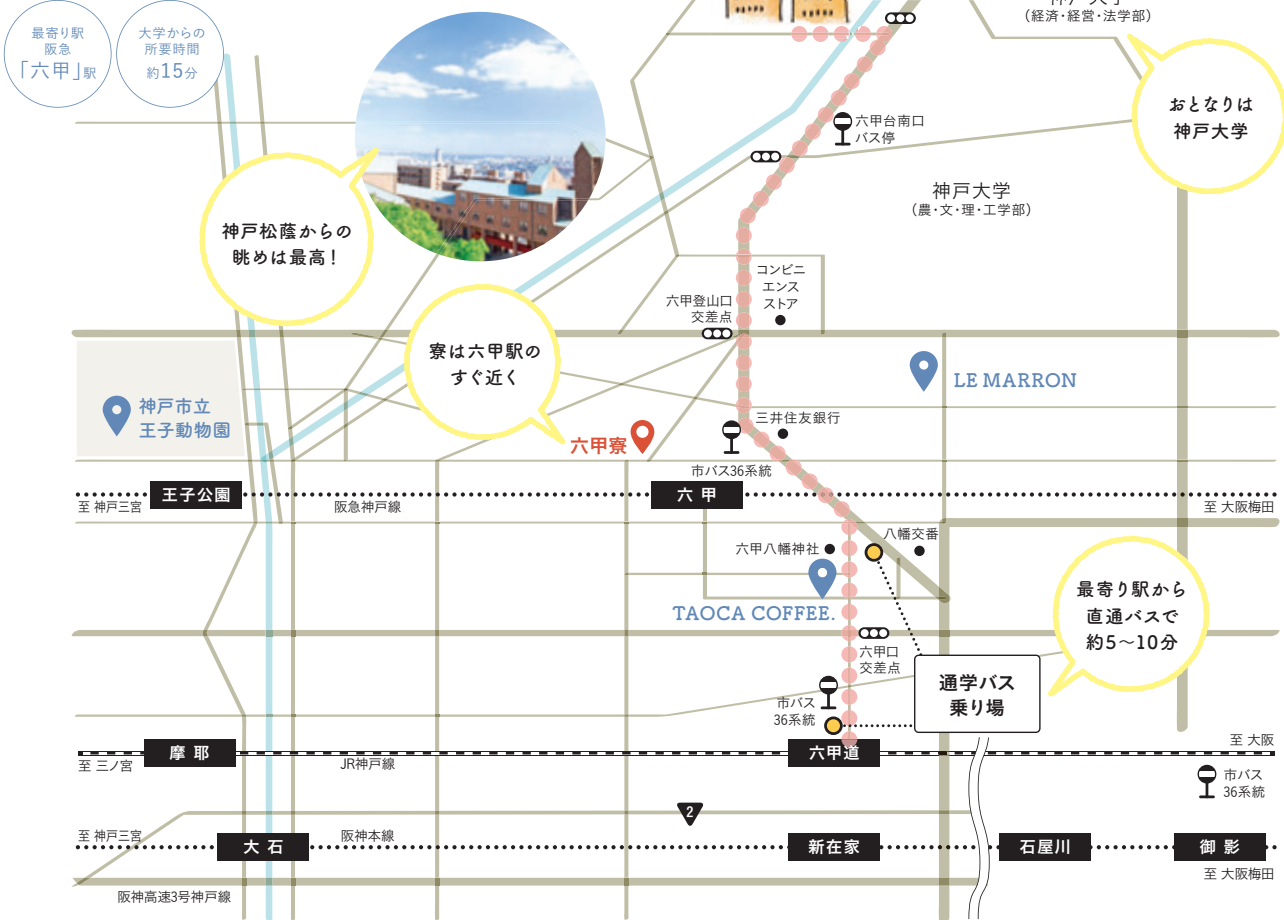 最寄り駅
阪急
「六甲」駅
大学からの
所要時間
約15分
神戸大学
(経済・経営・法学部)
おとなりは
神戸大学
六甲台南口
バス停
神戸大学
(農・文・理・工学部)
神戸松蔭からの
眺めは最高!
コンビニ
エンス
ストア
六甲登山口
交差点
寮は六甲駅の
すぐ近く
LE MARRON
神戸市立
王子動物園
三井住友銀行
六甲寮
市バス36系統
王子公園
六甲
至 神戸三宮
阪急神戸線
至 大阪梅田
八幡交番
六甲八幡神社
TAOCA COFFEE.
最寄り駅から
直通バスで
約5〜10分
六甲口
交差点
通学バス
乗り場
市バス
36系統
至 大阪
摩耶
六甲道
至 三ノ宮
JR神戸線
市バス
36系統
2
至 神戸三宮
阪神本線
大石
新在家
石屋川
御影
至 大阪梅田
阪神高速3号神戸線